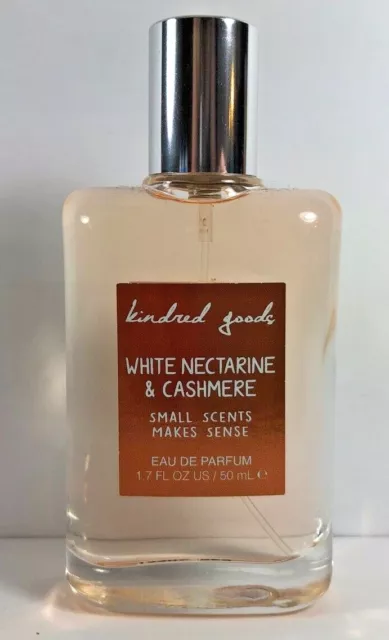 kindred goods
WHITE NECTARINE
& CASHMERE
SMALL SCENTS
MAKES SENSE
EAU DE PARFUM
1.7 FL OZ US / 50 mL ℮